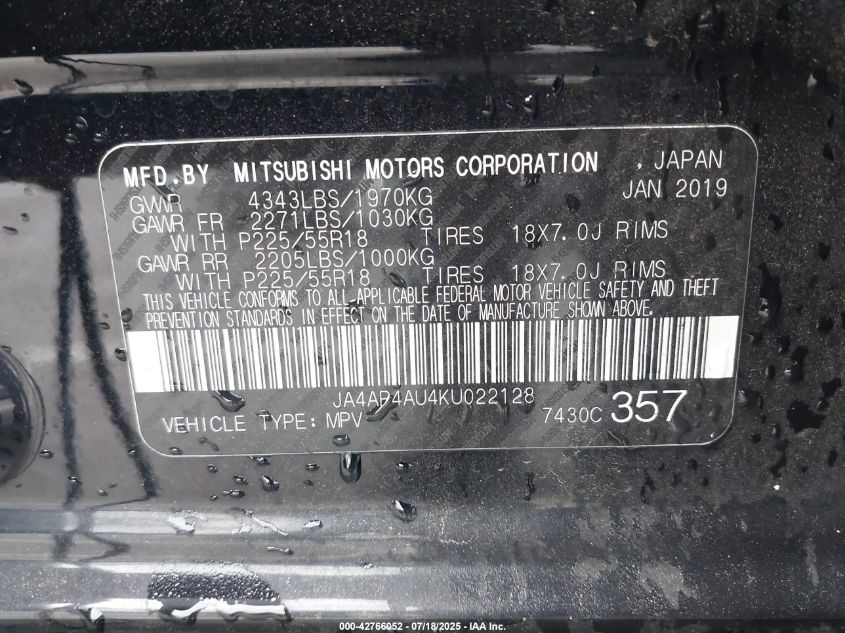 MFD.BY MITSUBISHI MOTORS CORPORATION , JAPAN
GVWR 4343LBS/1970KG JAN 2019
GAWR FR 2271LBS/1030KG
WITH P225/55R18 TIRES 18X7.0J RIMS
GAWR RR 2205LBS/1000KG
WITH P225/55R18 TIRES 18X7.0J RIMS
THIS VEHICLE CONFORMS TO ALL APPLICABLE FEDERAL MOTOR VEHICLE SAFETY AND THEFT
PREVENTION STANDARDS IN EFFECT ON THE DATE OF MANUFACTURE SHOWN ABOVE.
JA4AP4AU4KU022128
VEHICLE TYPE: MPV 7430C 357
000-42766052 - 07/18/2025 - IAA Inc.